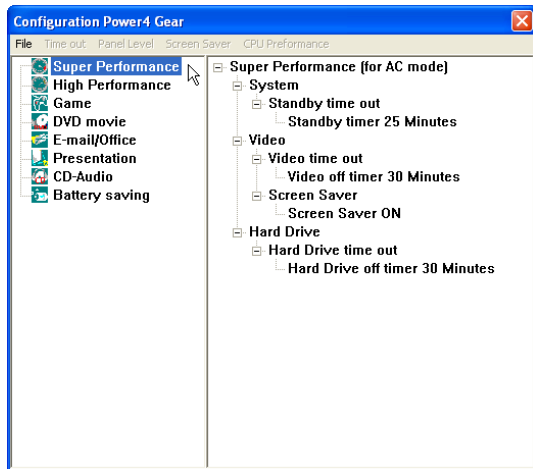 Configuration Power4 Gear
File Time out Panel Level Screen Saver CPU Preformance
Super Performance
High Performance
Game
DVD movie
E-mail/Office
Presentation
CD-Audio
Battery saving
Super Performance (for AC mode)
System
Standby time out
Standby timer 25 Minutes
Video
Video time out
Video off timer 30 Minutes
Screen Saver
Screen Saver ON
Hard Drive
Hard Drive time out
Hard Drive off timer 30 Minutes